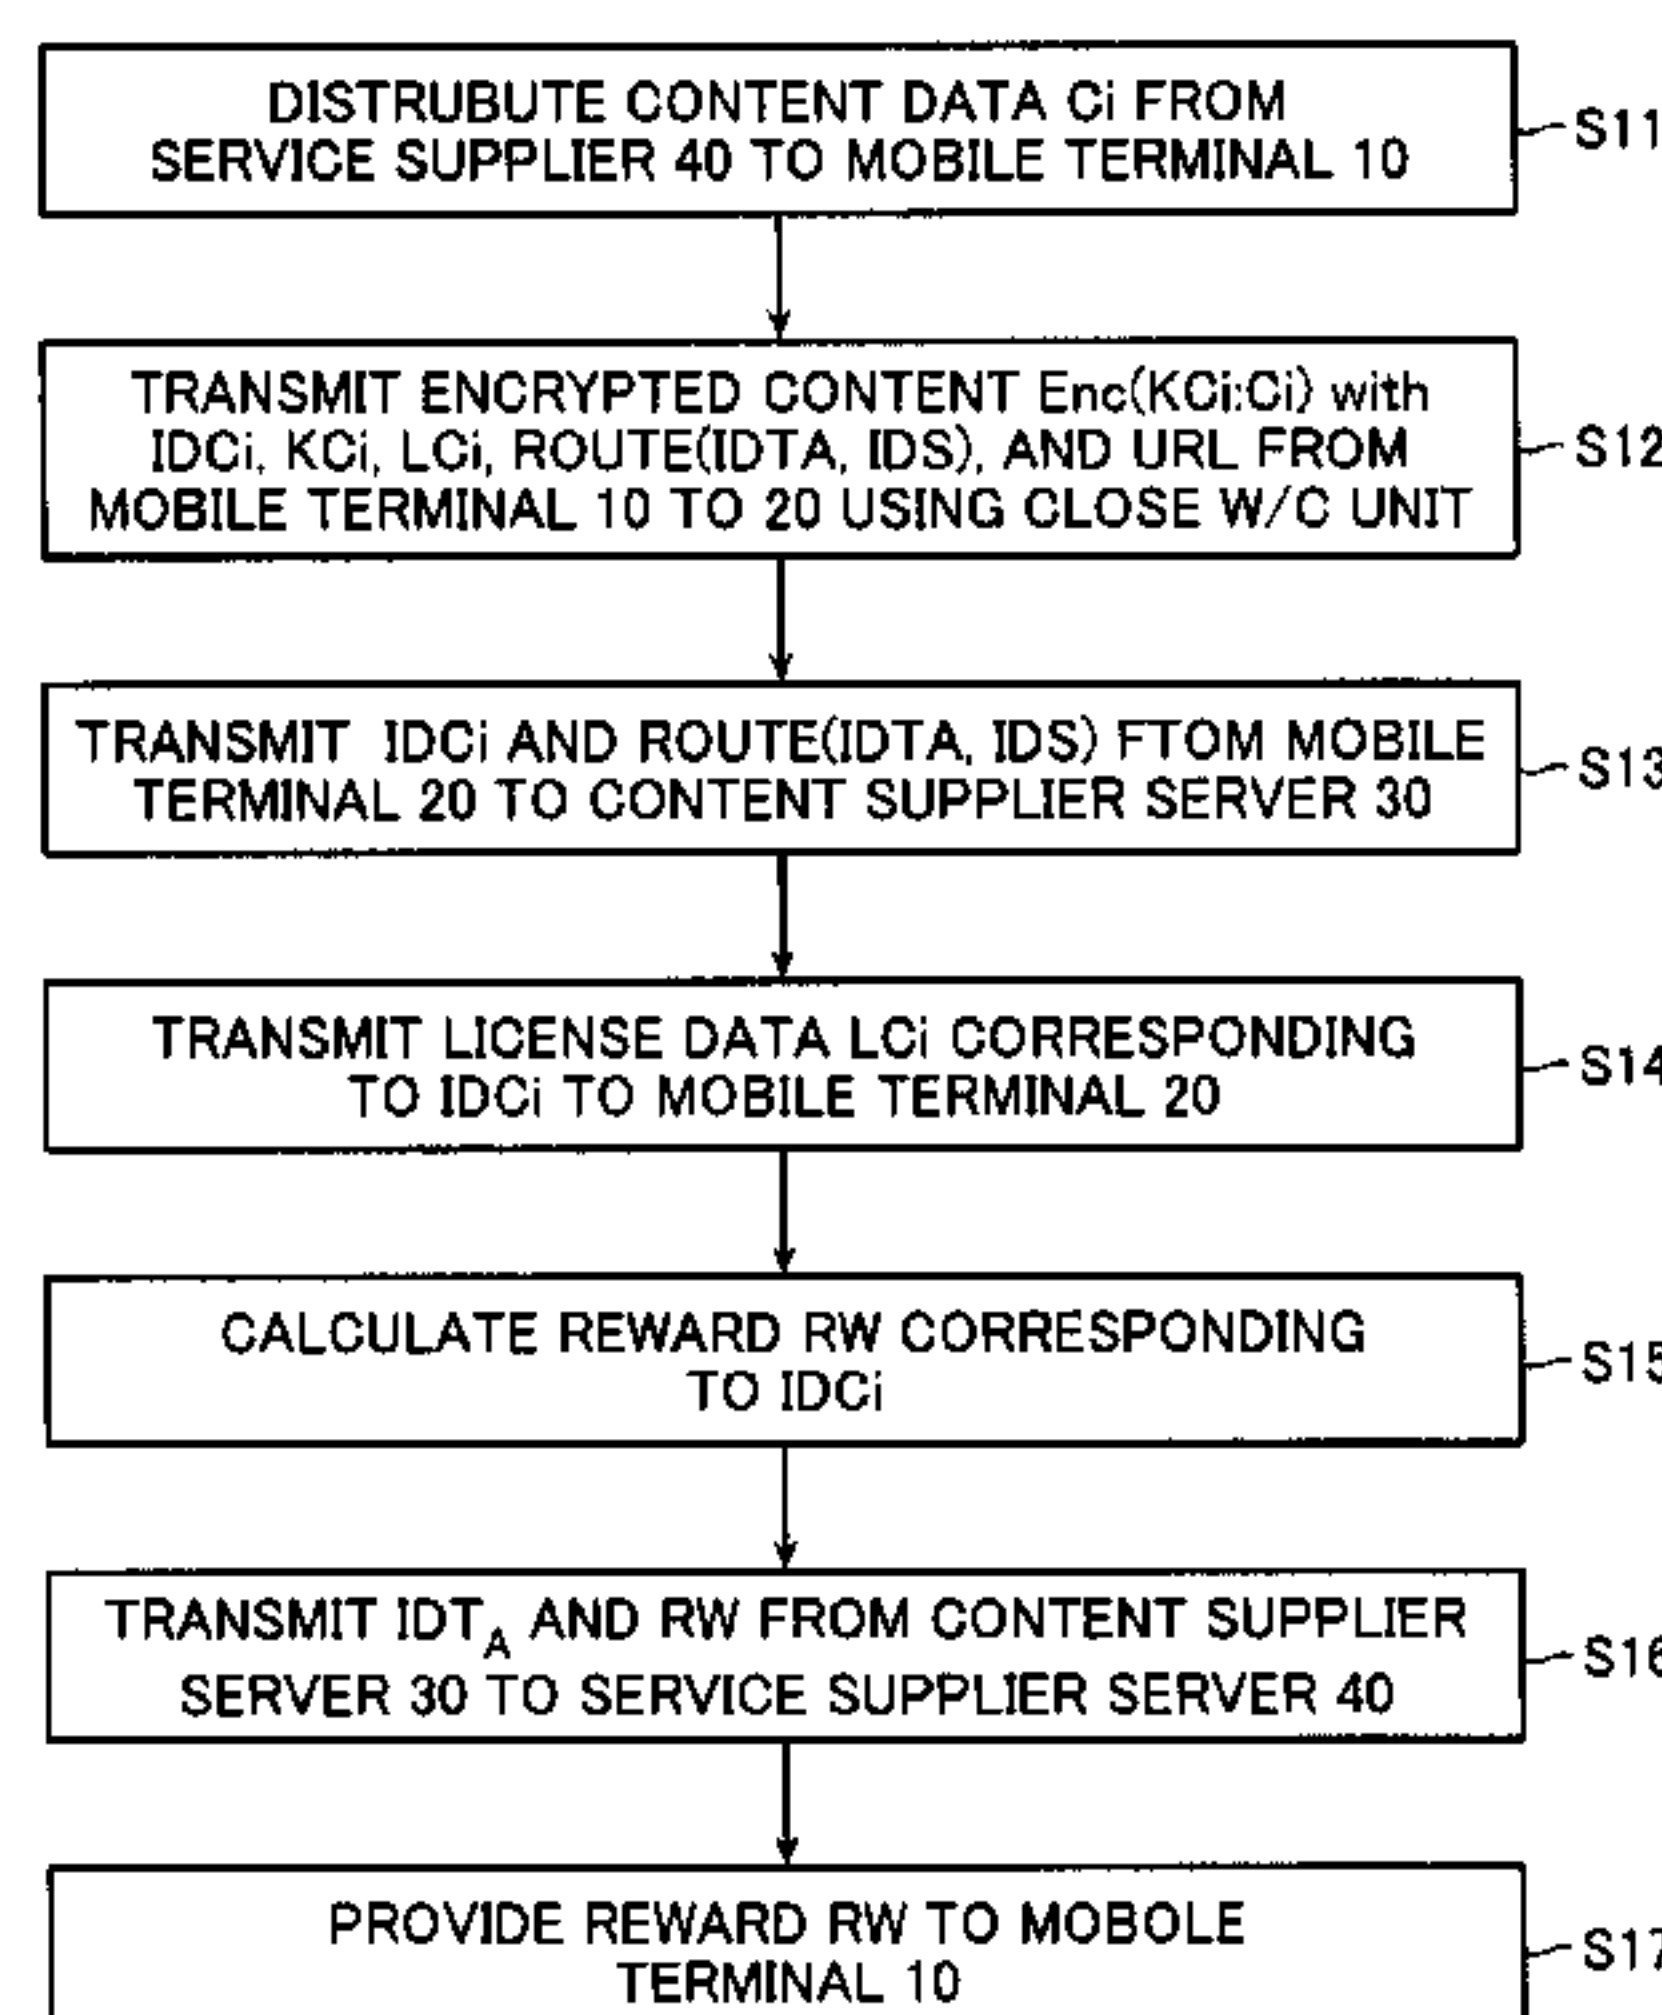 DISTRUBUTE CONTENT DATA Ci FROM
SERVICE SUPPLIER 40 TO MOBILE TERMINAL 10
S11
TRANSMIT ENCRYPTED CONTENT Enc(KCi:Ci) with
IDCi, KCi, LCi, ROUTE(IDTA, IDS), AND URL FROM
MOBILE TERMINAL 10 TO 20 USING CLOSE W/C UNIT
S12
TRANSMIT IDCi AND ROUTE(IDTA, IDS) FTOM MOBILE
TERMINAL 20 TO CONTENT SUPPLIER SERVER 30
S13
TRANSMIT LICENSE DATA LCi CORRESPONDING
TO IDCi TO MOBILE TERMINAL 20
S14
CALCULATE REWARD RW CORRESPONDING
TO IDCi
S15
TRANSMIT IDT_A AND RW FROM CONTENT SUPPLIER
SERVER 30 TO SERVICE SUPPLIER SERVER 40
S16
PROVIDE REWARD RW TO MOBOLE
TERMINAL 10
S17